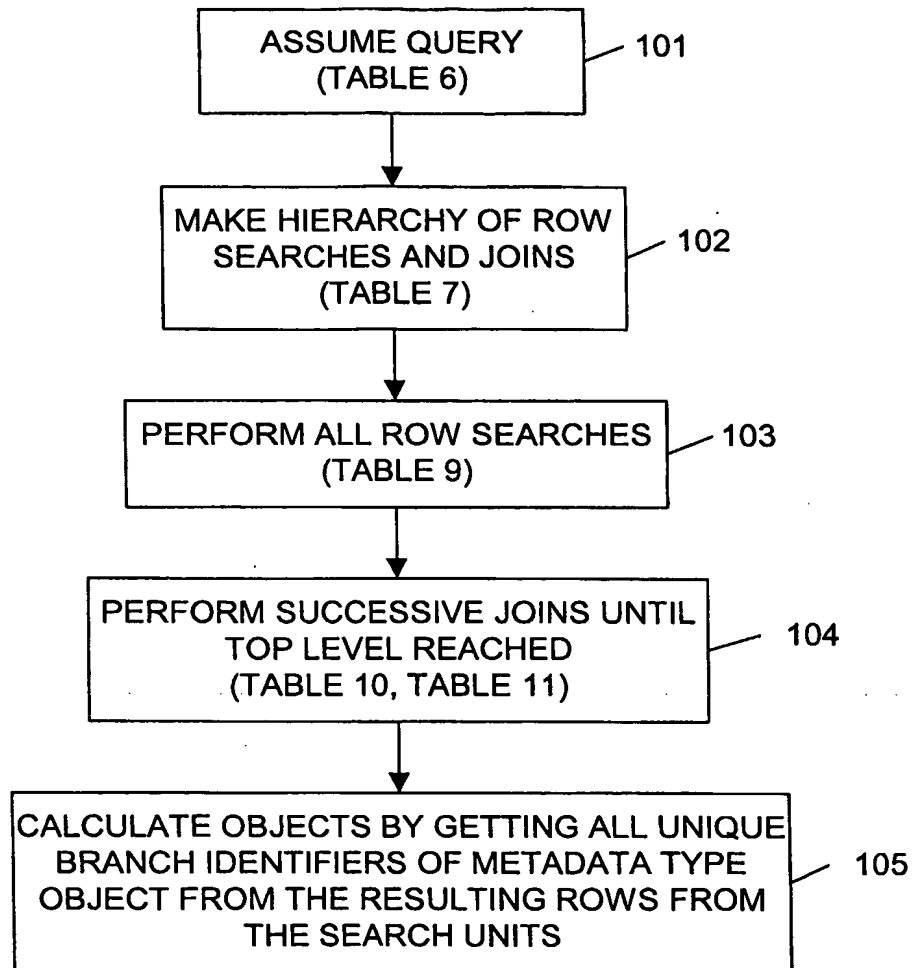 ASSUME QUERY
(TABLE 6)
101
MAKE HIERARCHY OF ROW
SEARCHES AND JOINS
(TABLE 7)
102
PERFORM ALL ROW SEARCHES
(TABLE 9)
103
PERFORM SUCCESSIVE JOINS UNTIL
TOP LEVEL REACHED
(TABLE 10, TABLE 11)
104
CALCULATE OBJECTS BY GETTING ALL UNIQUE
BRANCH IDENTIFIERS OF METADATA TYPE
OBJECT FROM THE RESULTING ROWS FROM
THE SEARCH UNITS
105